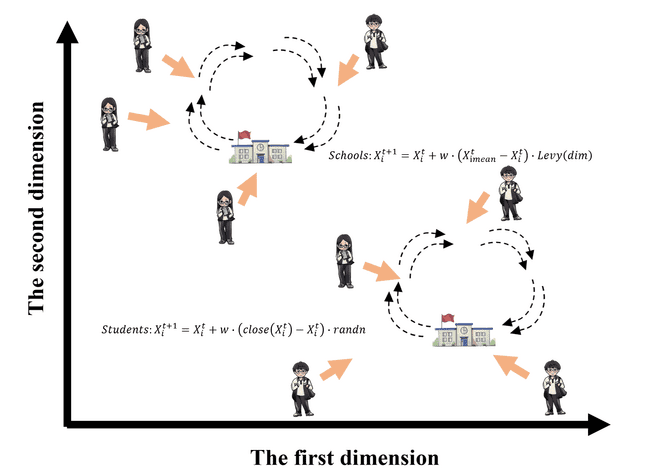 The second dimension
Schools: X_i^{t+1} = X_i^t + w · (X_{imean}^t − X_i^t) · Levy(dim)
Students: X_i^{t+1} = X_i^t + w · (close(X_i^t) − X_i^t) · randn
The first dimension